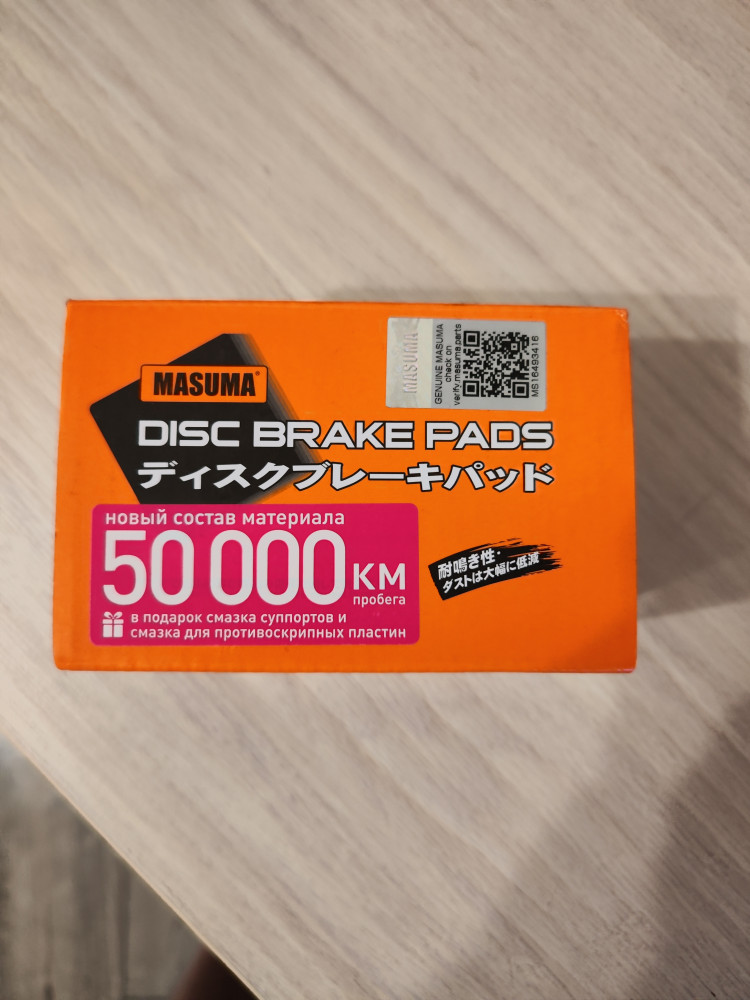 MASUMA
GENUINE MASUMA
check on
verify.masuma.parts
MS16493416
MASUMA®
DISC BRAKE PADS
ディスクブレーキパッド
новый состав материала
50 000 км
пробега
в подарок смазка суппортов и
смазка для противоскрипных пластин
耐鳴き性・
ダストは大幅に低減